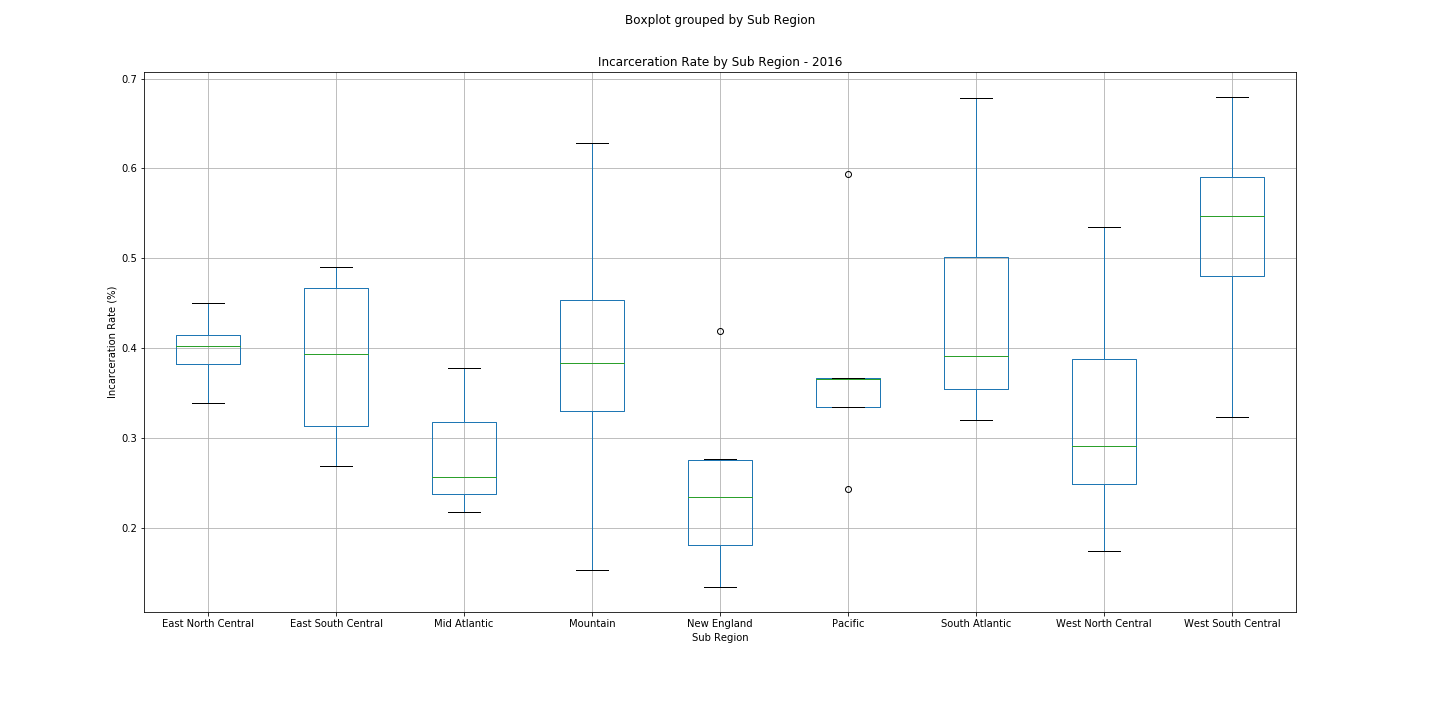 Boxplot grouped by Sub Region
Incarceration Rate by Sub Region - 2016
0.7
0.6
0.5
0.4
0.3
0.2
Incarceration Rate (%)
East North Central East South Central Mid Atlantic Mountain New England Pacific South Atlantic West North Central West South Central
Sub Region